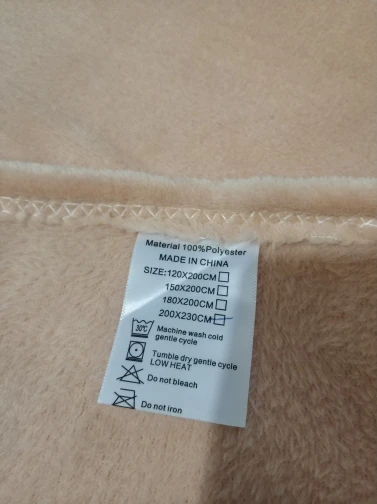 Material 100%Polyester
MADE IN CHINA
SIZE:120X200CM
150X200CM
180X200CM
200X230CM
30℃
Machine wash cold
gentle cycle
Tumble dry gentle cycle
LOW HEAT
Do not bleach
Do not iron